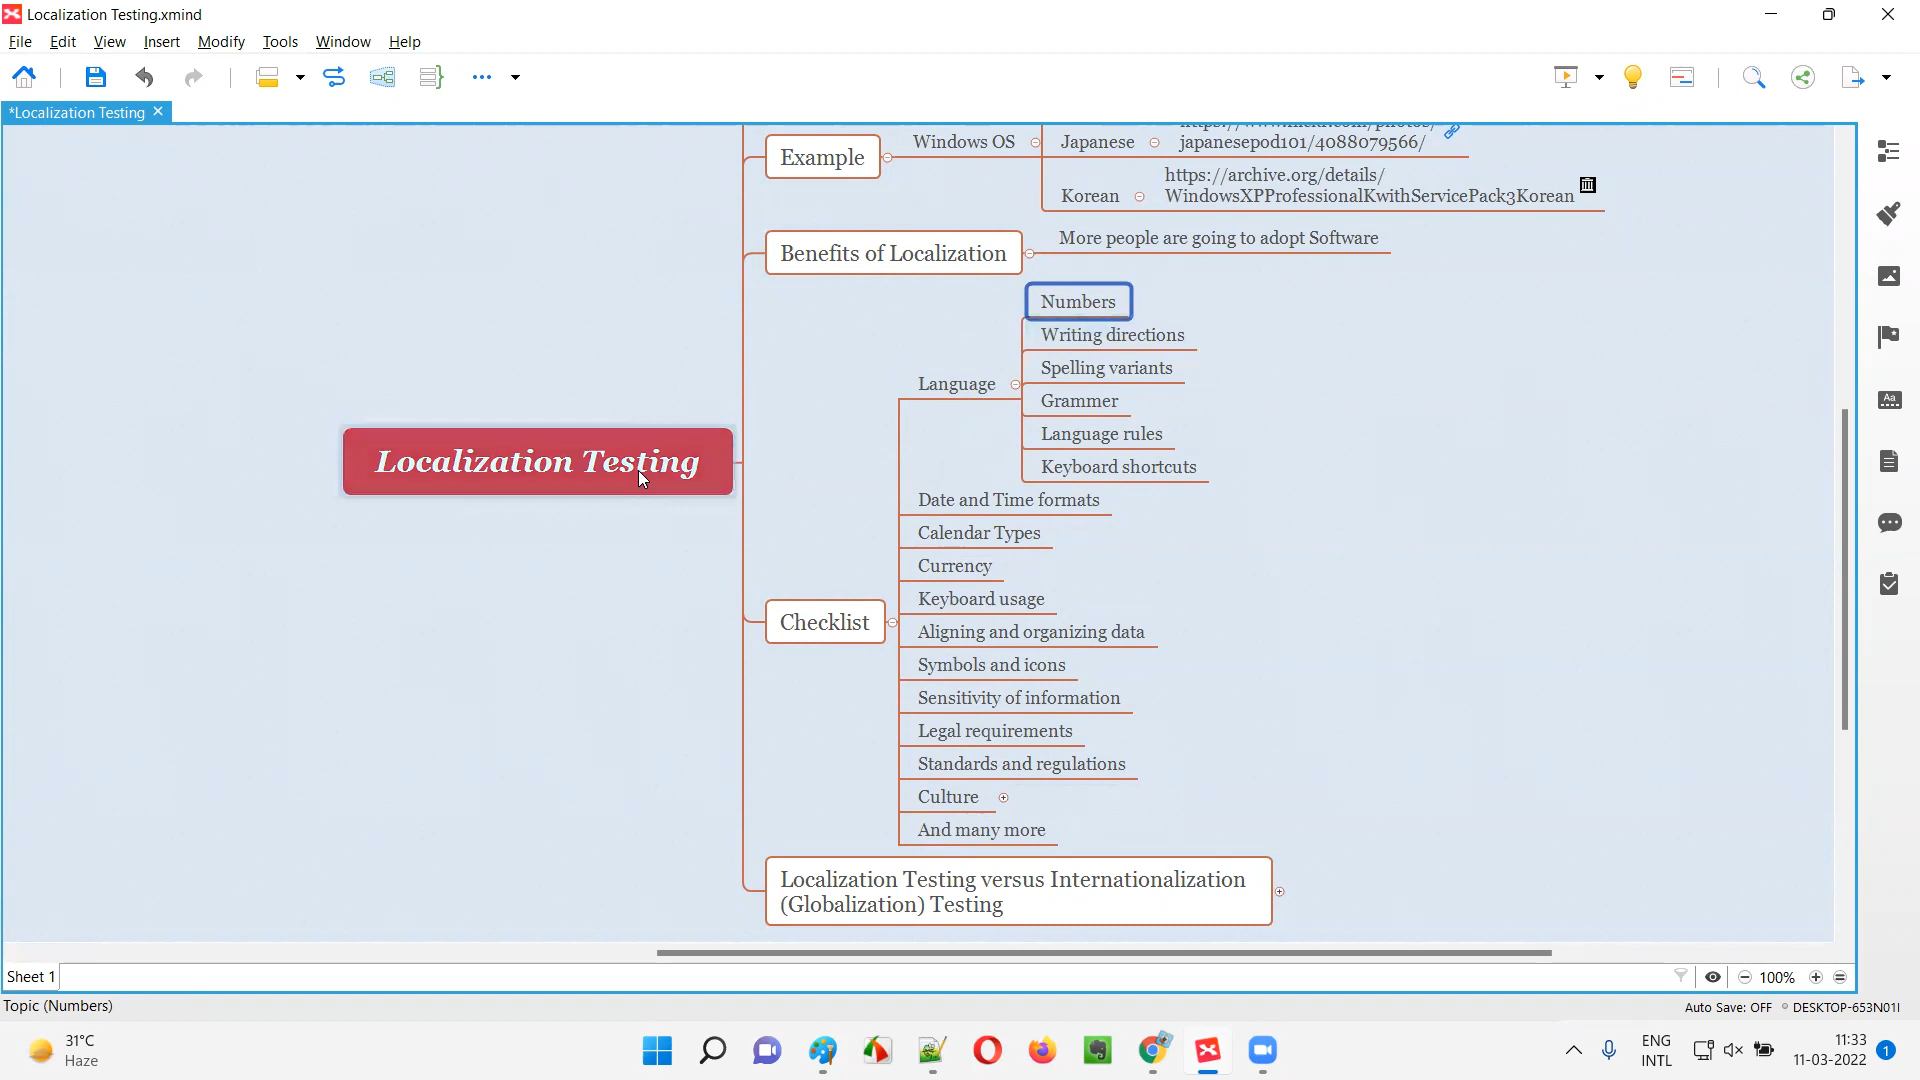 Localization Testing.xmind
File Edit View Insert Modify Tools Window Help
*Localization Testing
Example
Windows OS
Japanese
japanesepod101/4088079566/
Korean
https://archive.org/details/
WindowsXPProfessionalKwithServicePack3Korean
Benefits of Localization
More people are going to adopt Software
Localization Testing
Checklist
Language
Numbers
Writing directions
Spelling variants
Grammer
Language rules
Keyboard shortcuts
Date and Time formats
Calendar Types
Currency
Keyboard usage
Aligning and organizing data
Symbols and icons
Sensitivity of information
Legal requirements
Standards and regulations
Culture
And many more
Localization Testing versus Internationalization
(Globalization) Testing
Aa
Sheet 1
100%
Topic (Numbers)
Auto Save: OFF
DESKTOP-653N01I
31°C
Haze
ENG
INTL
11:33
11-03-2022
1